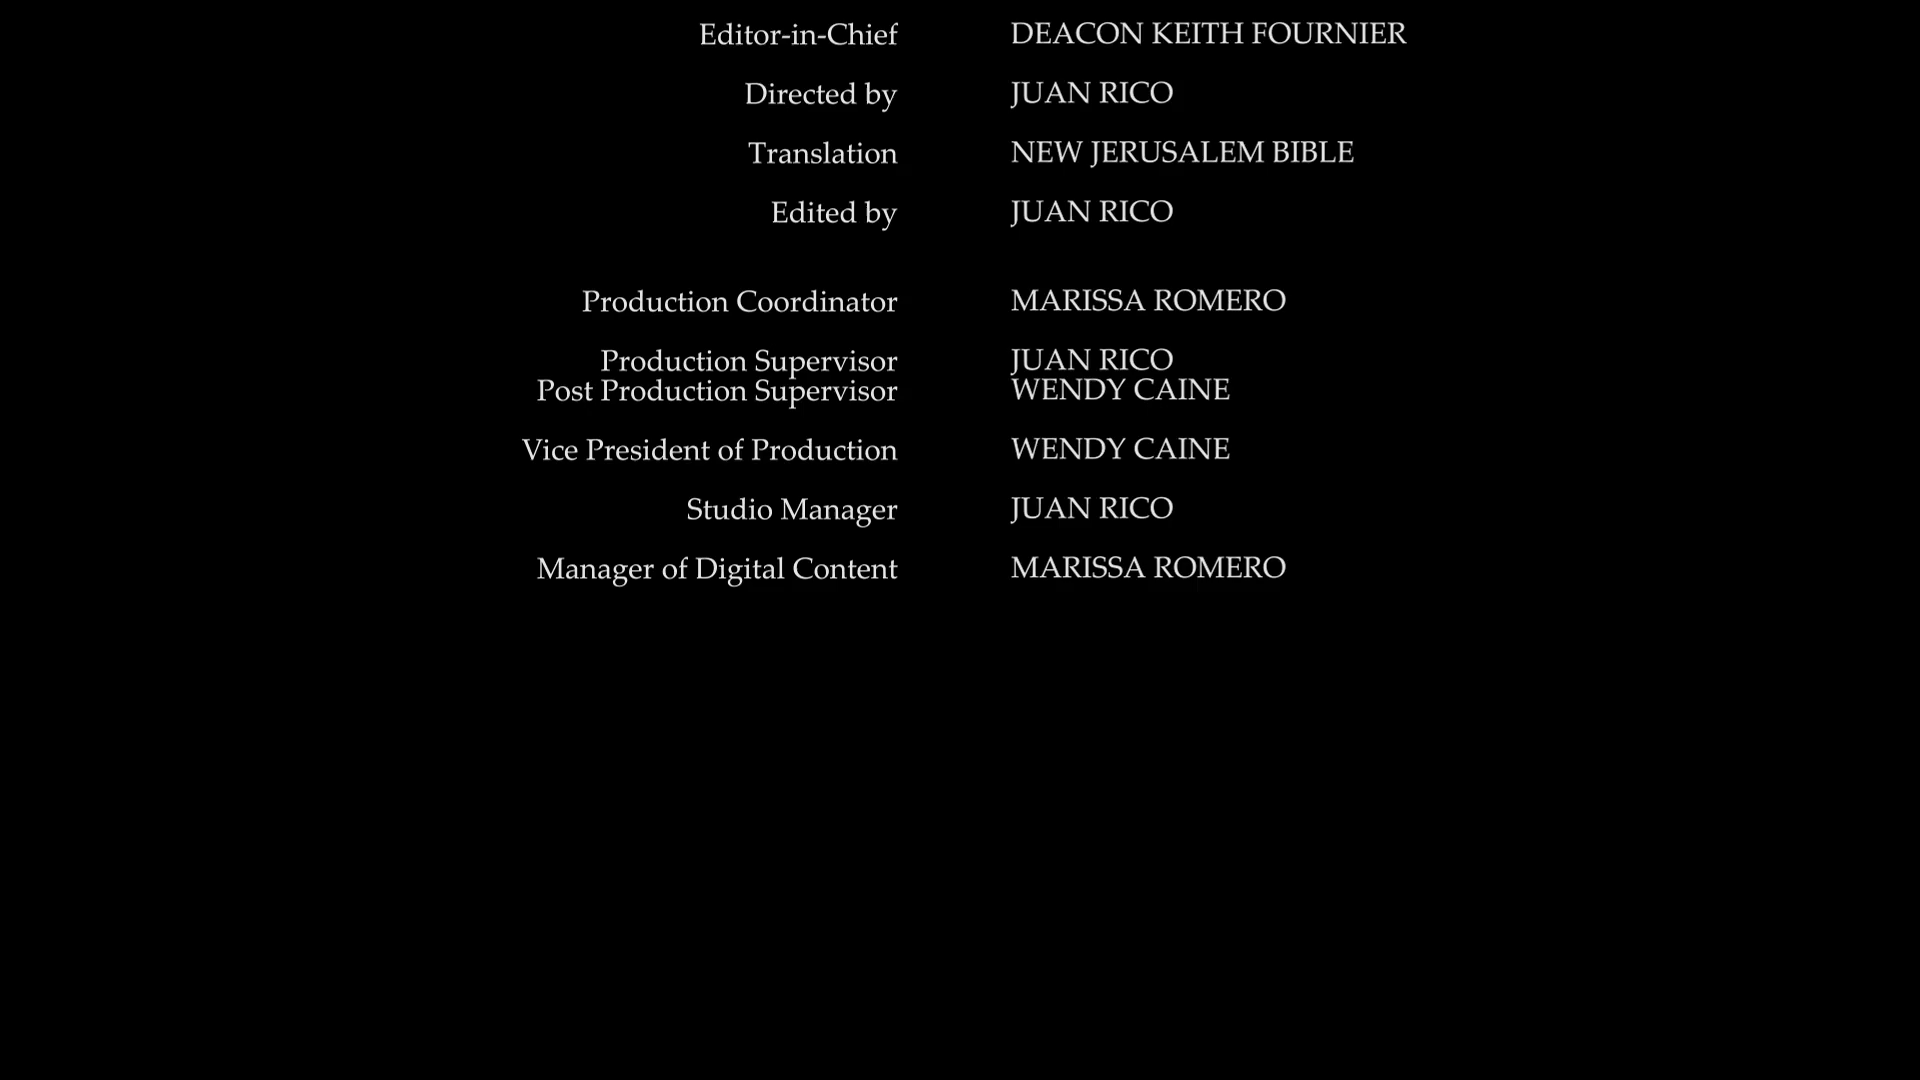 Editor-in-Chief DEACON KEITH FOURNIER
Directed by JUAN RICO
Translation NEW JERUSALEM BIBLE
Edited by JUAN RICO
Production Coordinator MARISSA ROMERO
Production Supervisor JUAN RICO
Post Production Supervisor WENDY CAINE
Vice President of Production WENDY CAINE
Studio Manager JUAN RICO
Manager of Digital Content MARISSA ROMERO